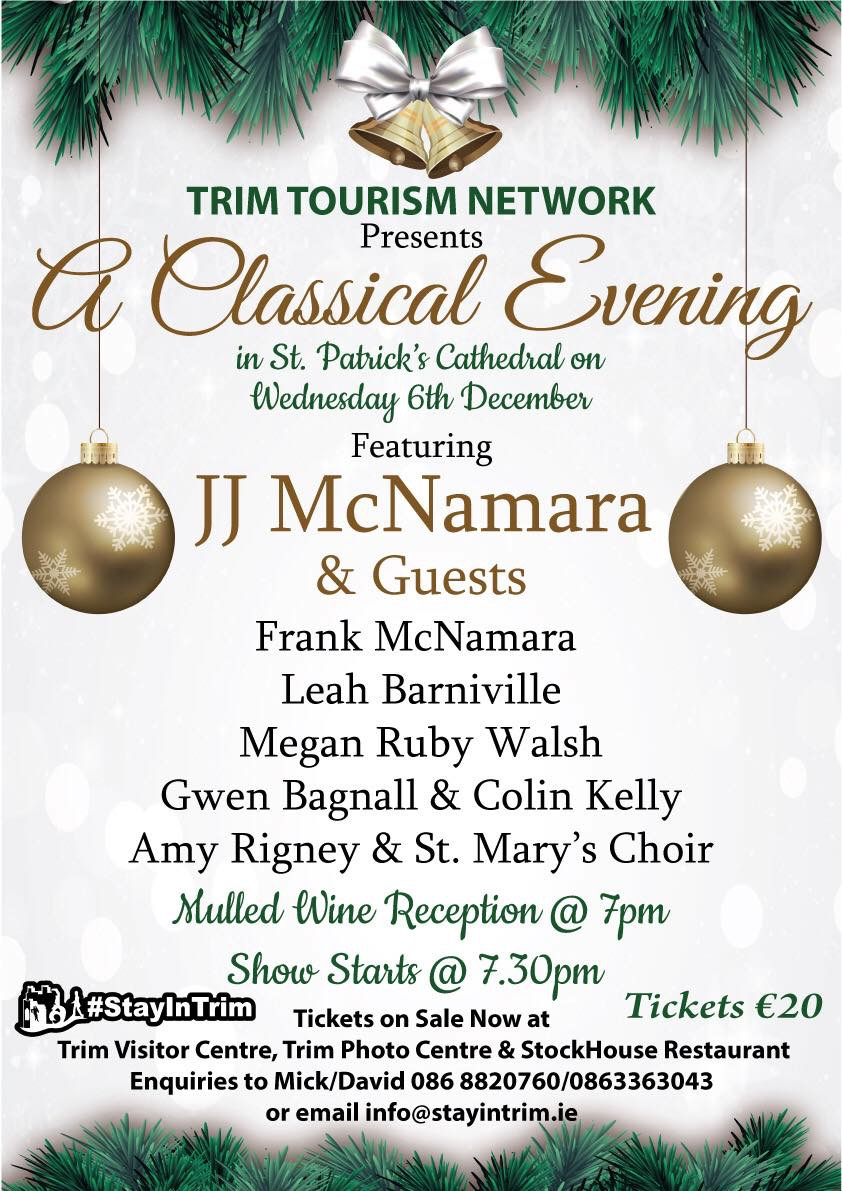 TRIM TOURISM NETWORK
Presents
A Classical Evening
in St. Patrick's Cathedral on
Wednesday 6th December
Featuring
JJ McNamara
& Guests
Frank McNamara
Leah Barniville
Megan Ruby Walsh
Gwen Bagnall & Colin Kelly
Amy Rigney & St. Mary's Choir
Mulled Wine Reception @ 7pm
Show Starts @ 7.30pm
#StayInTrim
Tickets €20
Tickets on Sale Now at
Trim Visitor Centre, Trim Photo Centre & StockHouse Restaurant
Enquiries to Mick/David 086 8820760/0863363043
or email info@stayintrim.ie